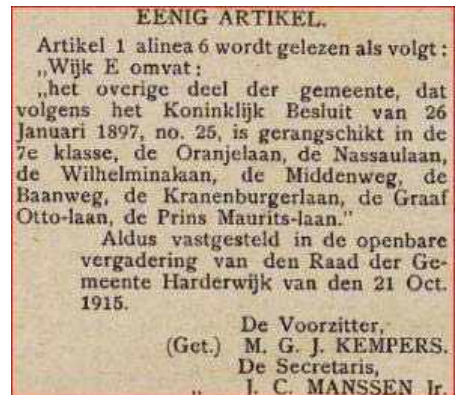 EENIG ARTIKEL.
Artikel 1 alinea 6 wordt gelezen als volgt:
„Wijk E omvat:
„het overige deel der gemeente, dat
volgens het Koninklijk Besluit van 26
Januari 1897, no. 25, is gerangschikt in de
7e klasse, de Oranjelaan, de Nassaulaan,
de Wilhelminakaan, de Middenweg, de
Baanweg, de Kranenburgerlaan, de Graaf
Otto-laan, de Prins Maurits-laan.”
Aldus vastgesteld in de openbare
vergadering van den Raad der Ge-
meente Harderwijk van den 21 Oct.
1915.
De Voorzitter,
(Get.) M. G. J. KEMPERS.
De Secretaris,
„ J. C. MANSSEN Jr.